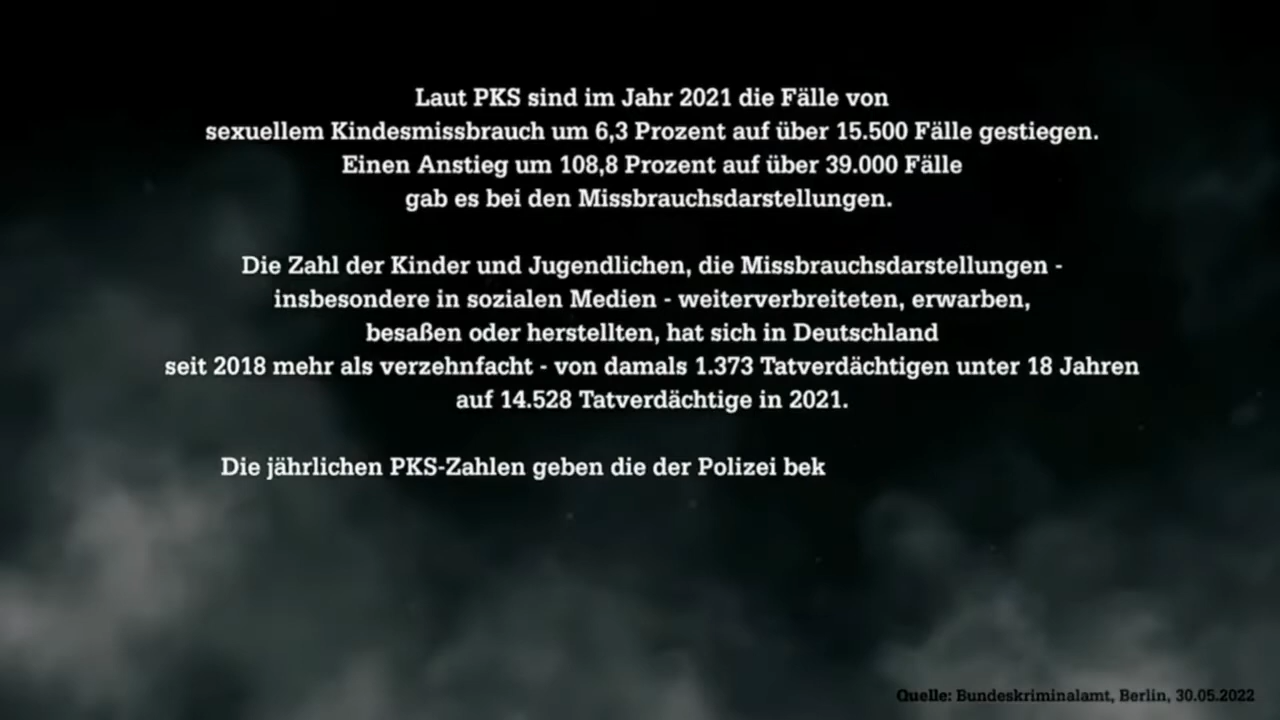 Laut PKS sind im Jahr 2021 die Fälle von
sexuellem Kindesmissbrauch um 6,3 Prozent auf über 15.500 Fälle gestiegen.
Einen Anstieg um 108,8 Prozent auf über 39.000 Fälle
gab es bei den Missbrauchsdarstellungen.
Die Zahl der Kinder und Jugendlichen, die Missbrauchsdarstellungen -
insbesondere in sozialen Medien - weiterverbreiteten, erwarben,
besaßen oder herstellten, hat sich in Deutschland
seit 2018 mehr als verzehnfacht - von damals 1.373 Tatverdächtigen unter 18 Jahren
auf 14.528 Tatverdächtige in 2021.
Die jährlichen PKS-Zahlen geben die der Polizei bek
Quelle: Bundeskriminalamt, Berlin, 30.05.2022